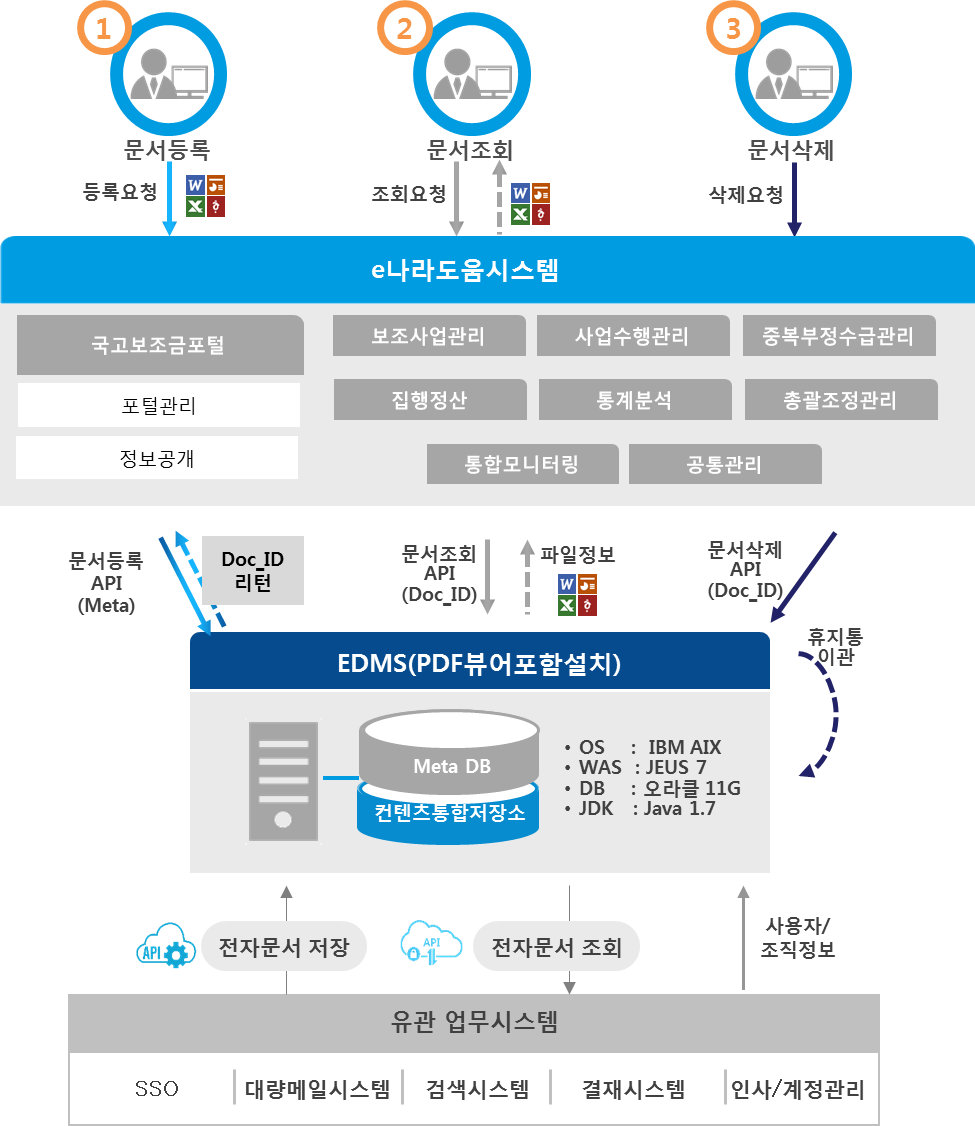 1
2
3
문서등록
문서조회
문서삭제
등록요청
조회요청
삭제요청
e나라도움시스템
국고보조금포털
포털관리
정보공개
보조사업관리
사업수행관리
중복부정수급관리
집행정산
통계분석
총괄조정관리
통합모니터링
공통관리
문서등록
API
(Meta)
Doc_ID
리턴
문서조회
API
(Doc_ID)
파일정보
문서삭제
API
(Doc_ID)
휴지통
이관
EDMS(PDF뷰어포함설치)
Meta DB
컨텐츠통합저장소
• OS : IBM AIX
• WAS : JEUS 7
• DB : 오라클 11G
• JDK : Java 1.7
API
전자문서 저장
API
전자문서 조회
사용자/
조직정보
유관 업무시스템
SSO
대량메일시스템
검색시스템
결재시스템
인사/계정관리